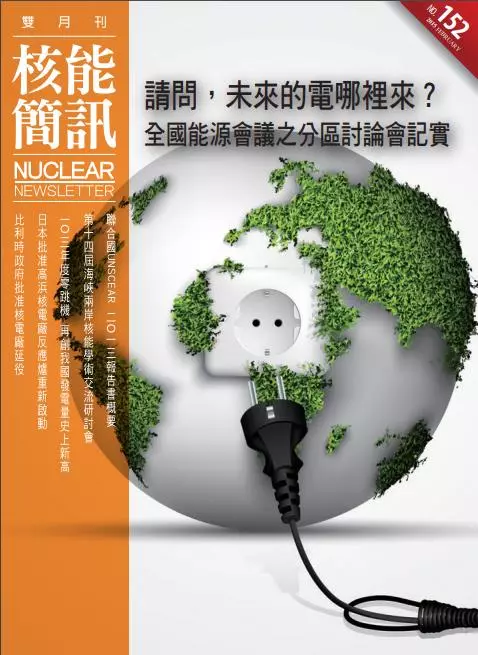 雙月刊
核能
簡訊
NUCLEAR
NEWSLETTER
NO. 152
2015 FEBRUARY
請問，未來的電哪裡來？
全國能源會議之分區討論會記實
聯合國UNSCEAR 二〇一三報告書概要
第十四屆海峽兩岸核能學術交流研討會
一〇三年度零跳機 再創我國發電量史上新高
日本批准高浜核電廠反應爐重新啟動
比利時政府批准核電廠延役